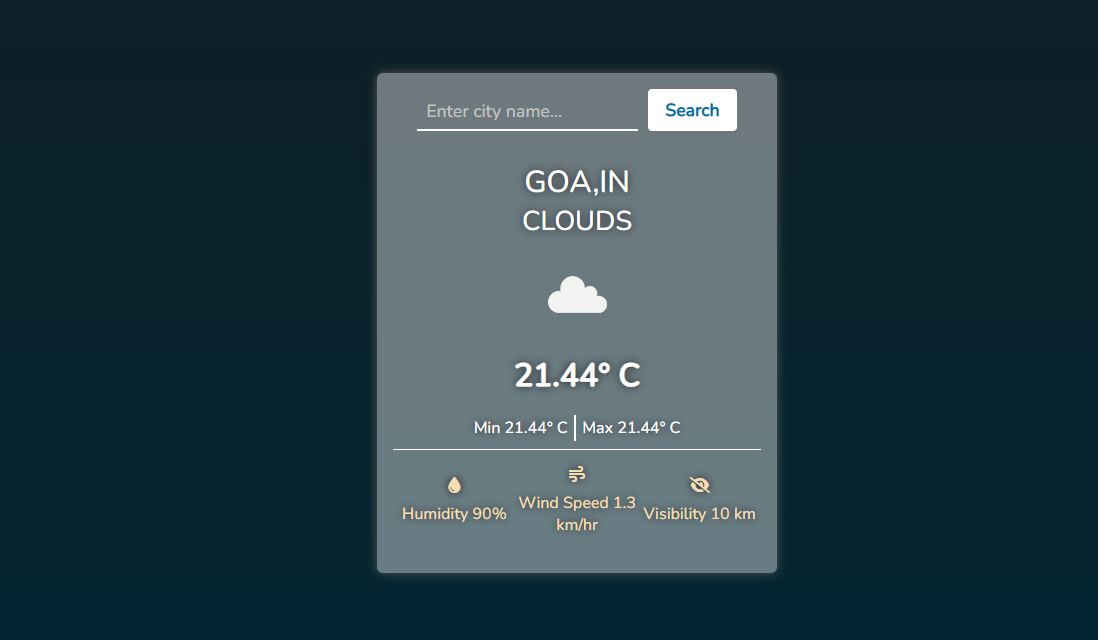 Enter city name...
Search
GOA,IN
CLOUDS
21.44° C
Min 21.44° C
Max 21.44° C
Humidity 90%
Wind Speed 1.3
km/hr
Visibility 10 km